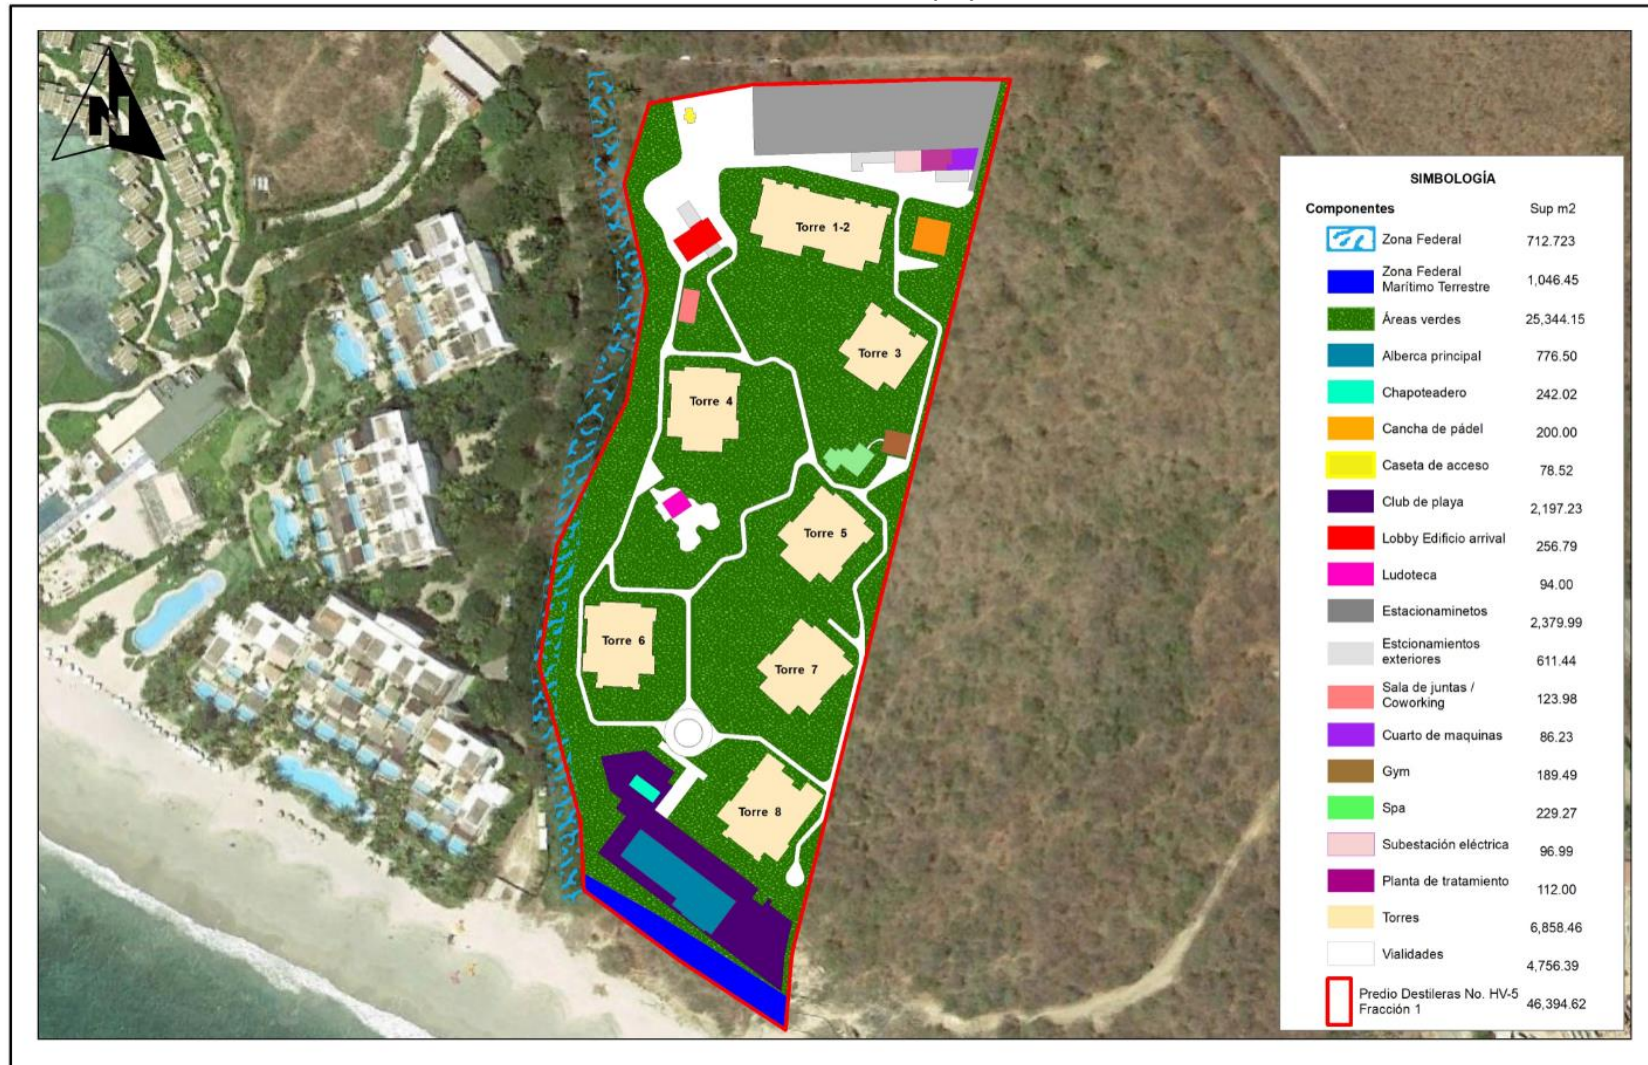 N
SIMBOLOGÍA
Componentes Sup m2
Zona Federal 712.723
Zona Federal
Marítimo Terrestre 1,046.45
Áreas verdes 25,344.15
Alberca principal 776.50
Chapoteadero 242.02
Cancha de pádel 200.00
Caseta de acceso 78.52
Club de playa 2,197.23
Lobby Edificio arrival 256.79
Ludoteca 94.00
Estacionaminetos 2,379.99
Estcionamientos
exteriores 611.44
Sala de juntas /
Coworking 123.98
Cuarto de maquinas 86.23
Gym 189.49
Spa 229.27
Subestación eléctrica 96.99
Planta de tratamiento 112.00
Torres 6,858.46
Vialidades 4,756.39
Predio Destileras No. HV-5
Fracción 1 46,394.62
Torre 1-2
Torre 3
Torre 4
Torre 5
Torre 6
Torre 7
Torre 8